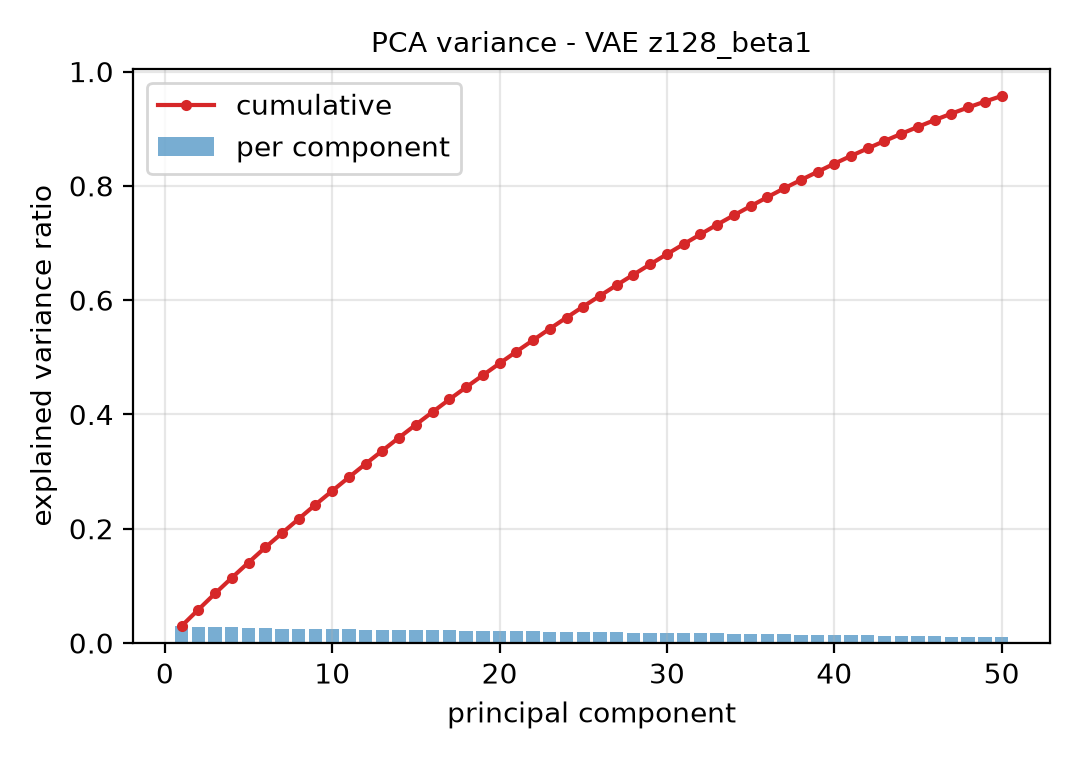 PCA variance - VAE z128_beta1
cumulative
per component
explained variance ratio
1.0
0.8
0.6
0.4
0.2
0.0
0 10 20 30 40 50
principal component